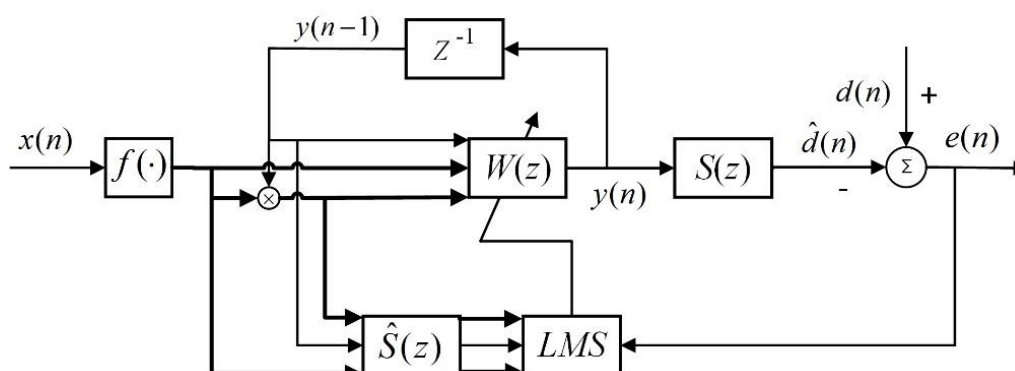 y(n−1)
Z⁻¹
d(n)
+
x(n)
f(·)
W(z)
y(n)
S(z)
d̂(n)
-
Σ
e(n)
×
Ŝ(z)
LMS